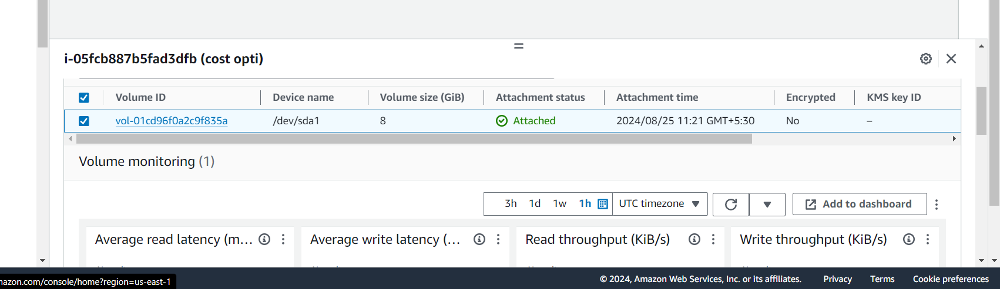 i-05fcb887b5fad3dfb (cost opti)
Volume ID Device name Volume size (GiB) Attachment status Attachment time Encrypted KMS key ID
vol-01cd96f0a2c9f835a /dev/sda1 8 Attached 2024/08/25 11:21 GMT+5:30 No –
Volume monitoring (1)
3h 1d 1w 1h UTC timezone Add to dashboard
Average read latency (m... Average write latency (... Read throughput (KiB/s) Write throughput (KiB/s)
© 2024, Amazon Web Services, Inc. or its affiliates. Privacy Terms Cookie preferences
azon.com/console/home?region=us-east-1